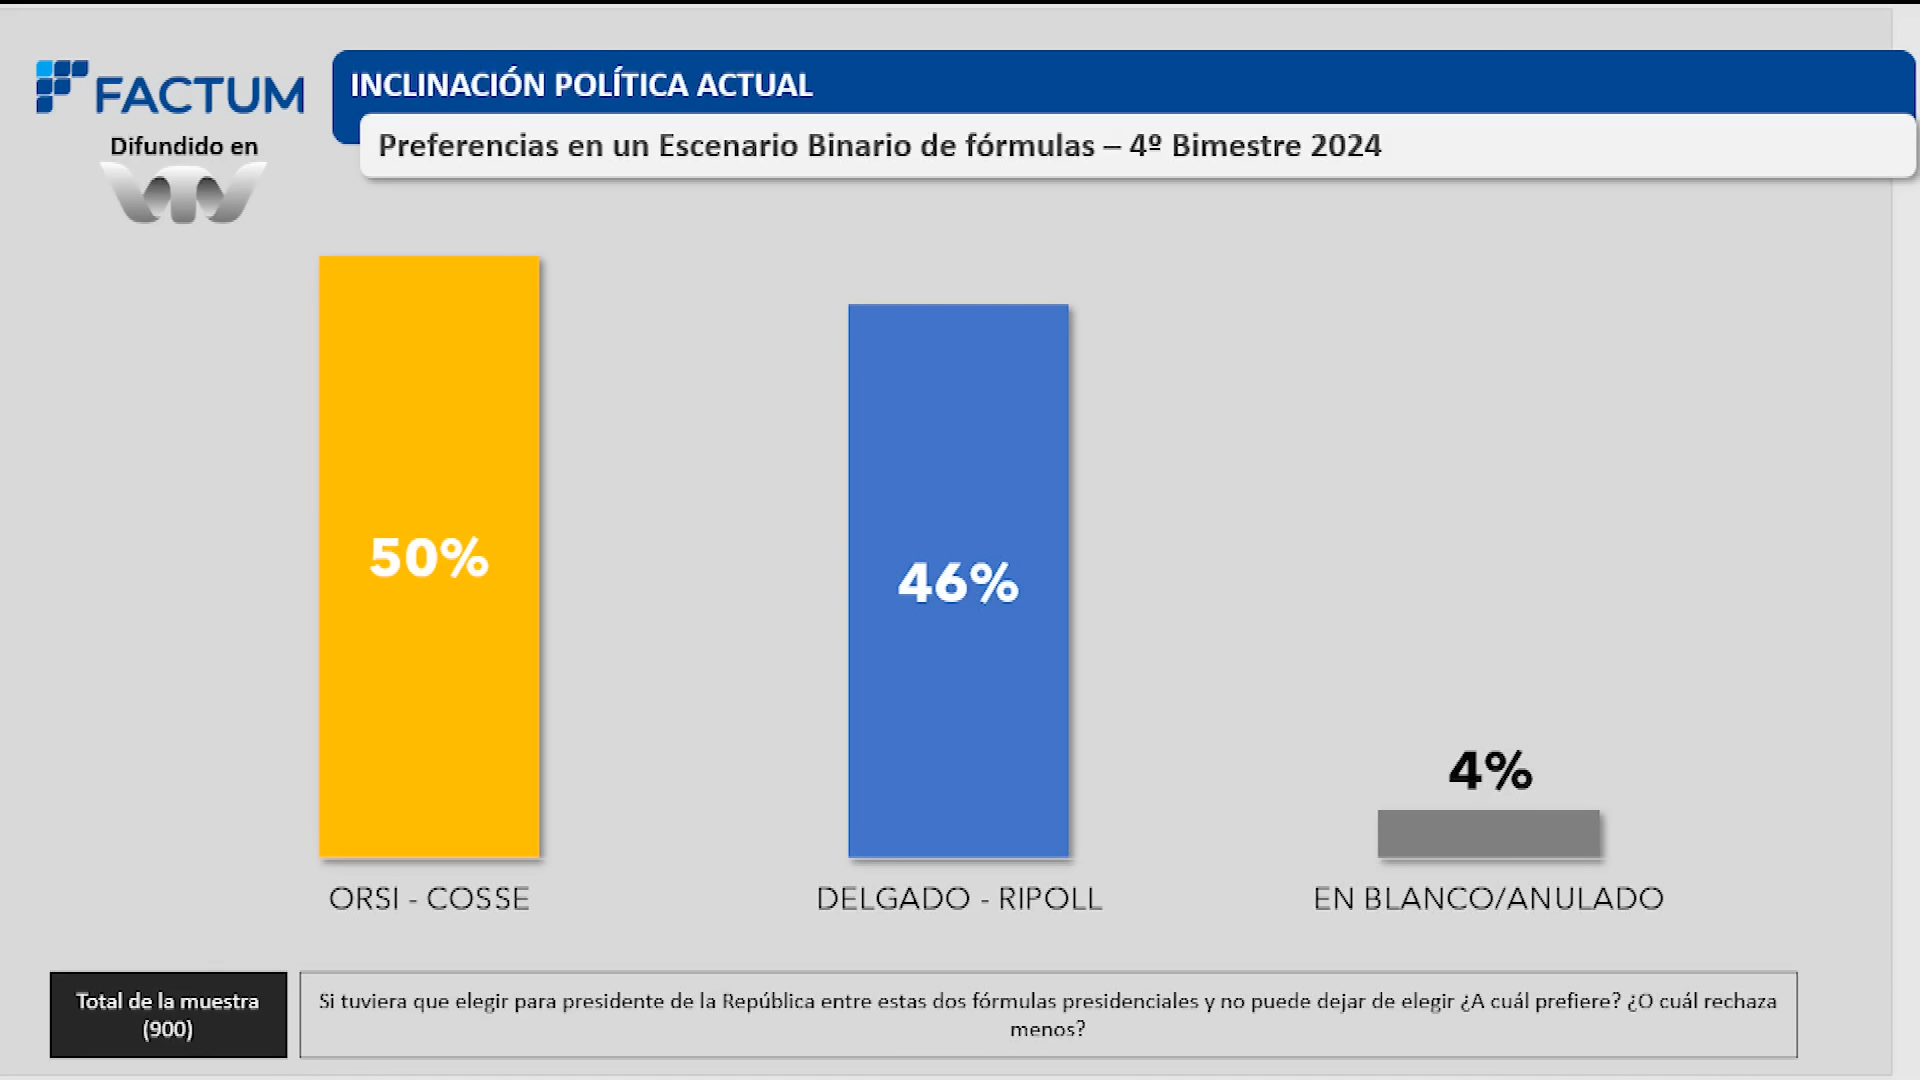 FACTUM
Difundido en
VTV
INCLINACIÓN POLÍTICA ACTUAL
Preferencias en un Escenario Binario de fórmulas – 4º Bimestre 2024
50%
46%
4%
ORSI - COSSE
DELGADO - RIPOLL
EN BLANCO/ANULADO
Total de la muestra
(900)
Si tuviera que elegir para presidente de la República entre estas dos fórmulas presidenciales y no puede dejar de elegir ¿A cuál prefiere? ¿O cuál rechaza
menos?